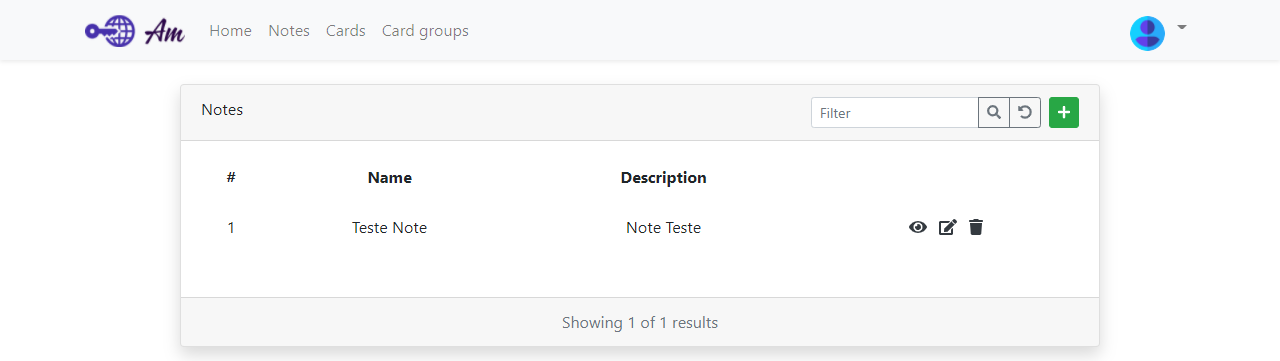 Am Home Notes Cards Card groups
Notes Filter
# Name Description
1 Teste Note Note Teste
Showing 1 of 1 results